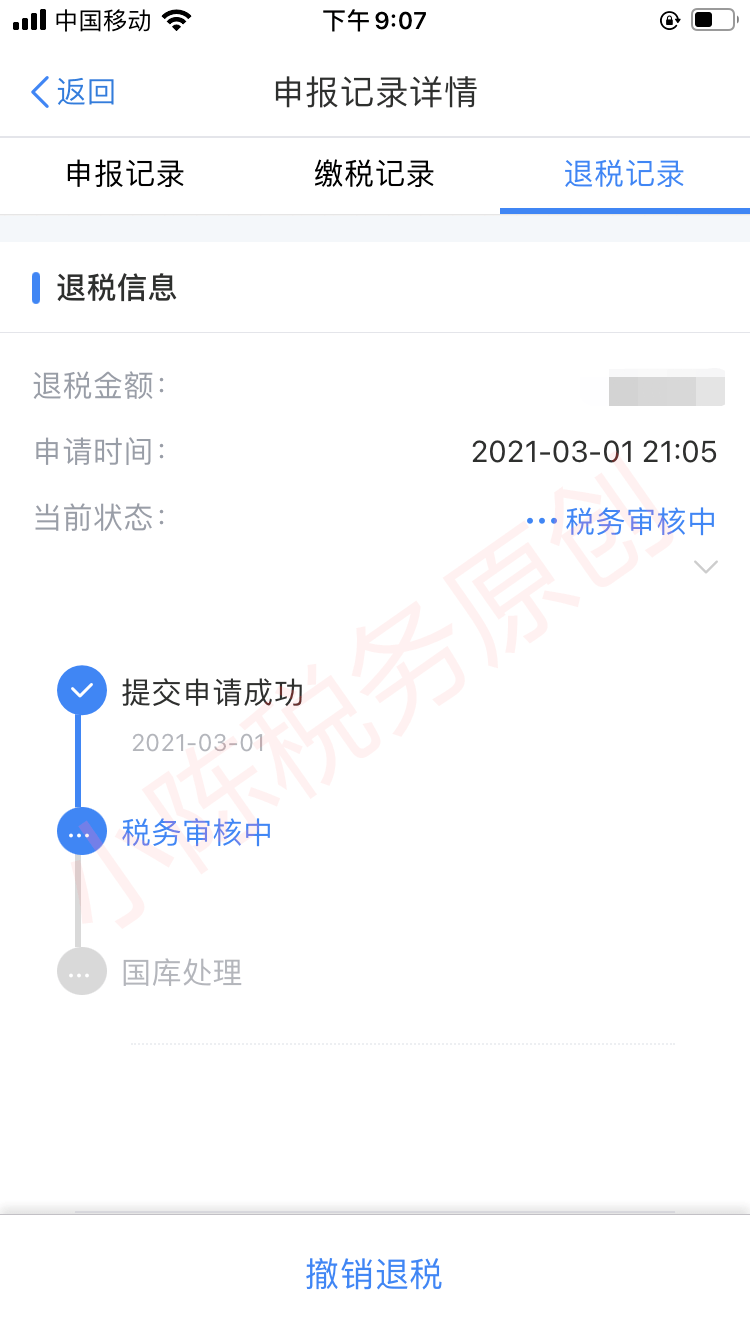 中国移动 下午 9:07
返回 申报记录详情
申报记录 缴税记录 退税记录
退税信息
退税金额：
申请时间： 2021-03-01 21:05
当前状态： 税务审核中
提交申请成功
2021-03-01
税务审核中
国库处理
小陈税务原创
撤销退税